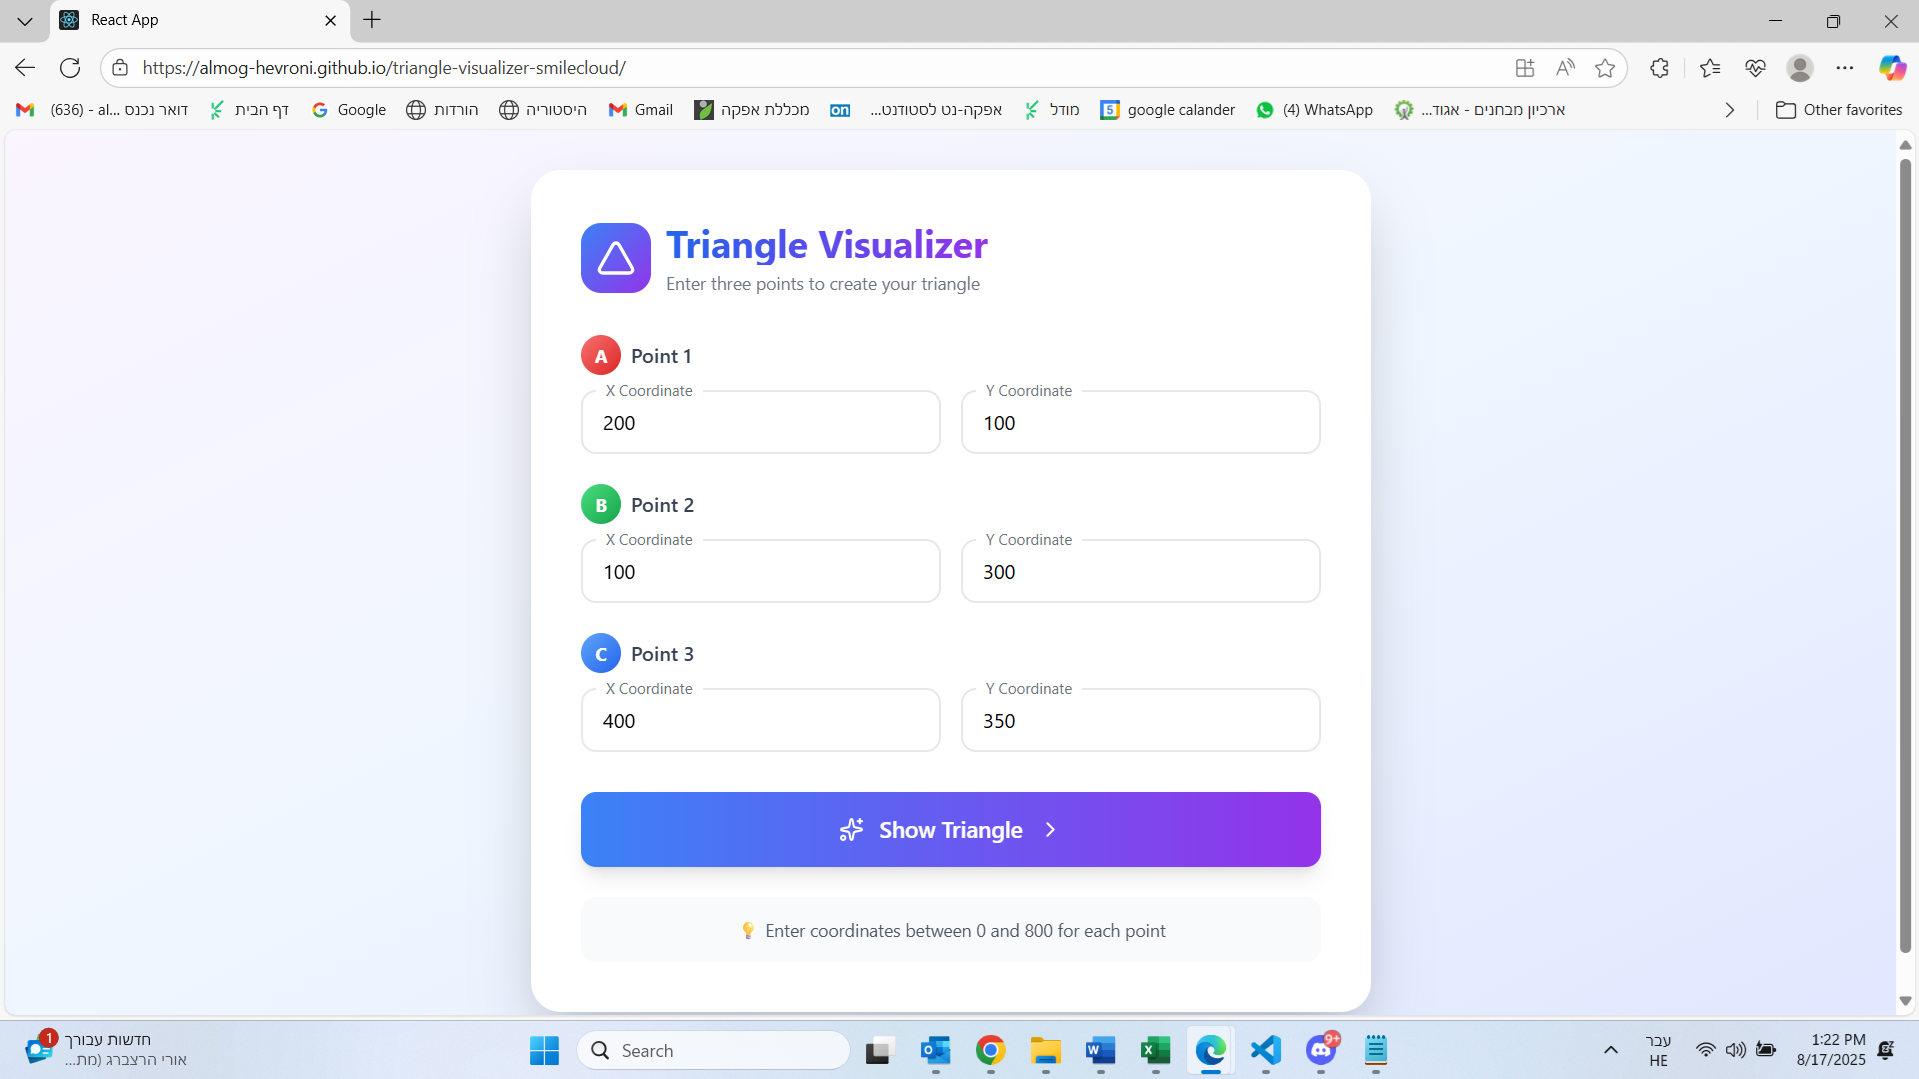 React App
https://almog-hevroni.github.io/triangle-visualizer-smilecloud/
דואר נכנס (636) - al...
דף הבית
Google
הורדות
היסטוריה
Gmail
מכללת אפקה
on
אפקה-נט לסטודנט...
מודל
5
google calander
(4) WhatsApp
ארכיון מבחנים - אגוד...
Other favorites
Triangle Visualizer
Enter three points to create your triangle
A Point 1
X Coordinate Y Coordinate
200 100
B Point 2
X Coordinate Y Coordinate
100 300
C Point 3
X Coordinate Y Coordinate
400 350
Show Triangle
💡 Enter coordinates between 0 and 800 for each point
1
חדשות עבורך
אורי הרצברג (מת...
Search
9+
עבר
HE
1:22 PM
8/17/2025